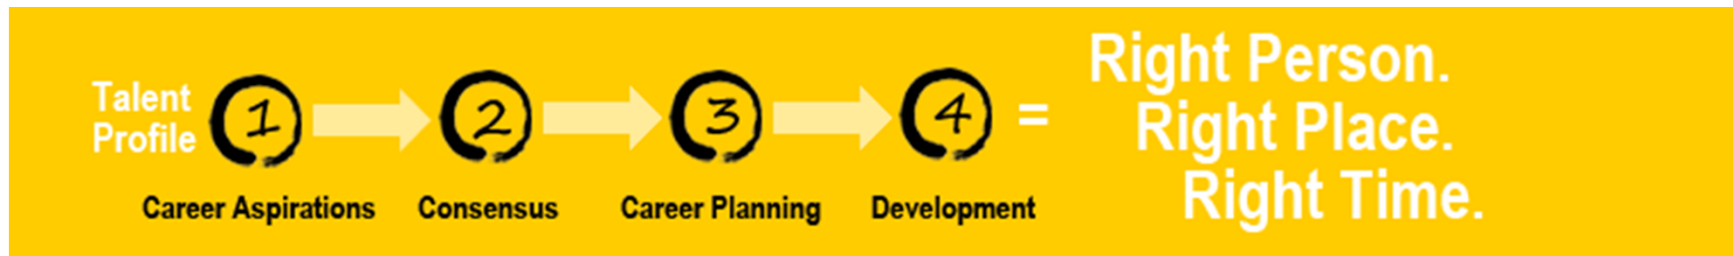 Talent
Profile
1
2
3
4
=
Career Aspirations
Consensus
Career Planning
Development
Right Person.
Right Place.
Right Time.